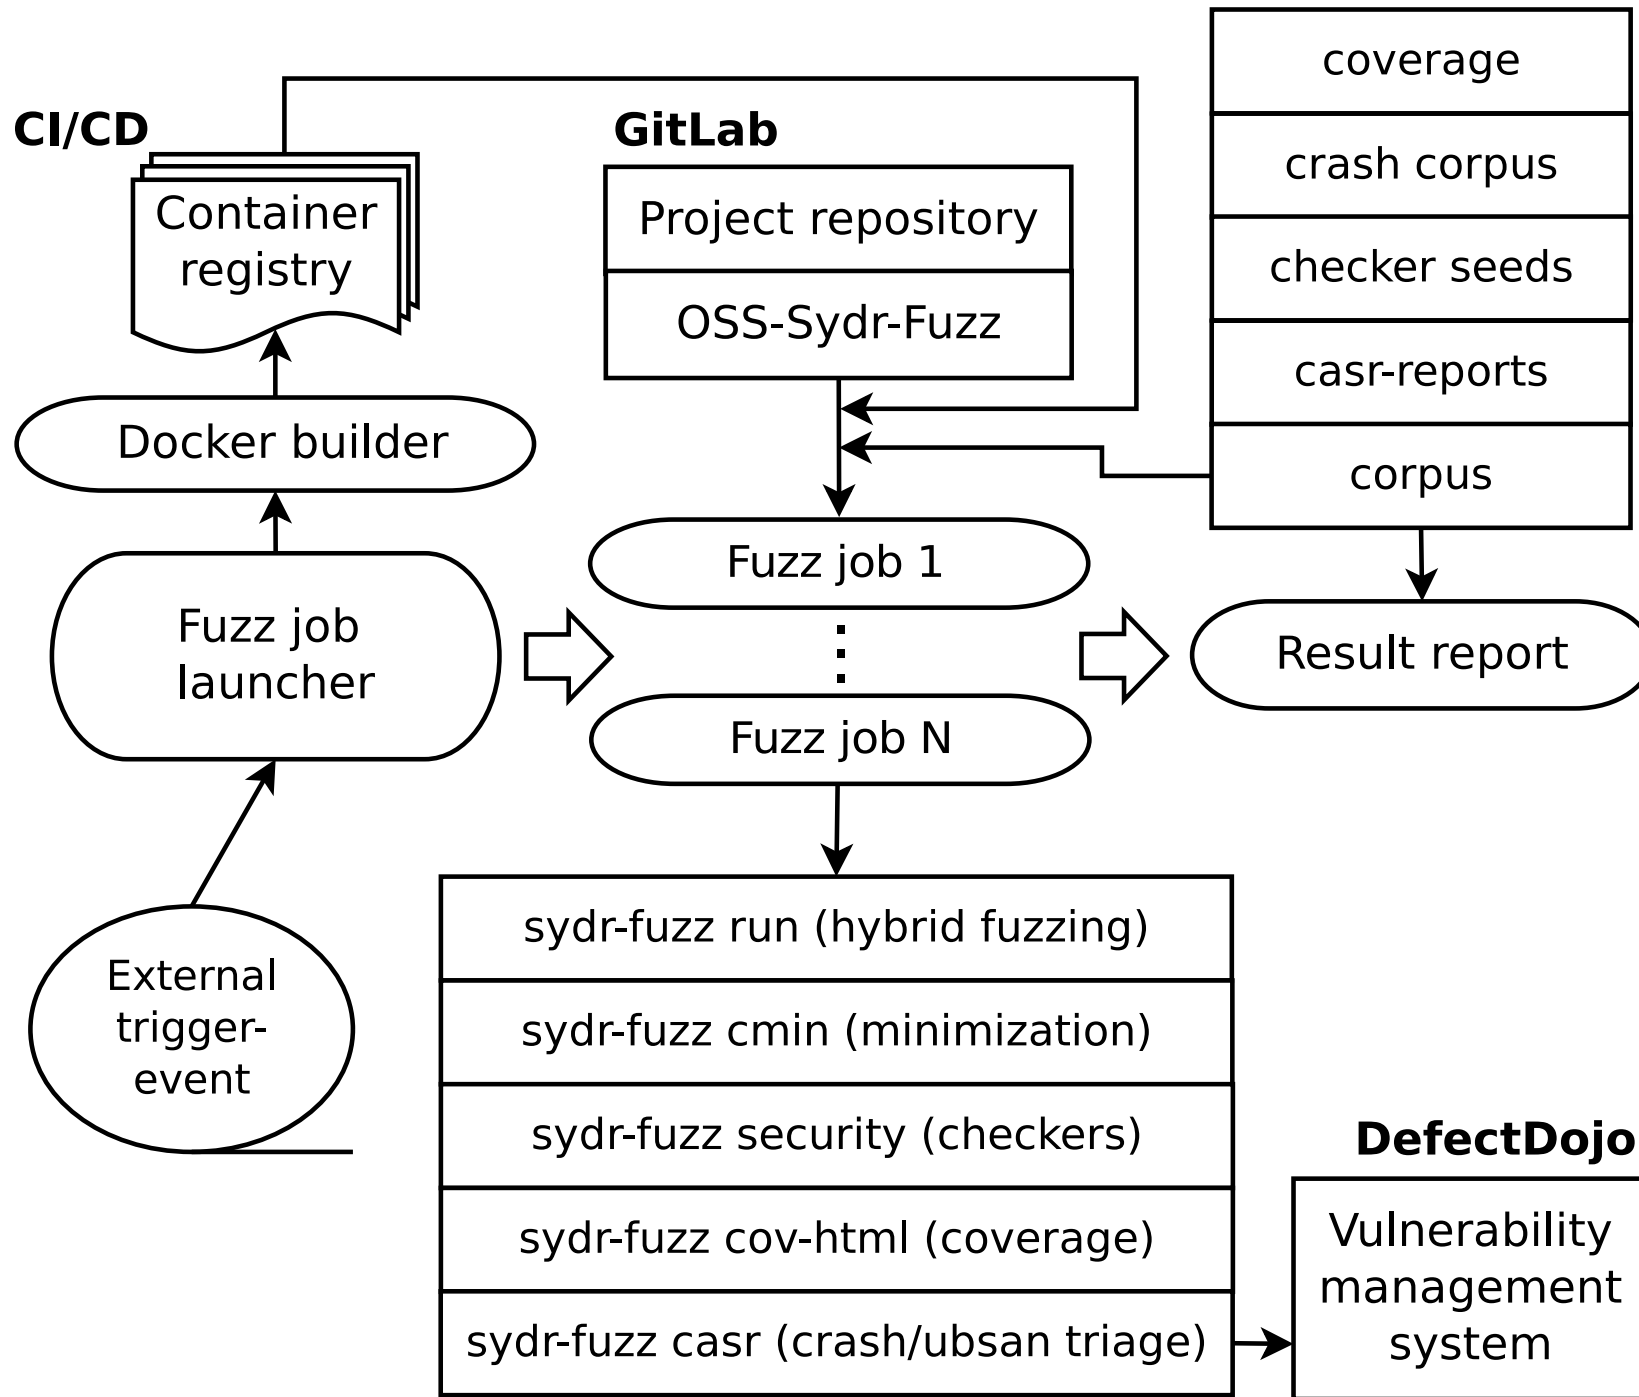 CI/CD
Container
registry
Docker builder
Fuzz job
launcher
External
trigger-
event
GitLab
Project repository
OSS-Sydr-Fuzz
Fuzz job 1
Fuzz job N
sydr-fuzz run (hybrid fuzzing)
sydr-fuzz cmin (minimization)
sydr-fuzz security (checkers)
sydr-fuzz cov-html (coverage)
sydr-fuzz casr (crash/ubsan triage)
coverage
crash corpus
checker seeds
casr-reports
corpus
Result report
DefectDojo
Vulnerability
management
system